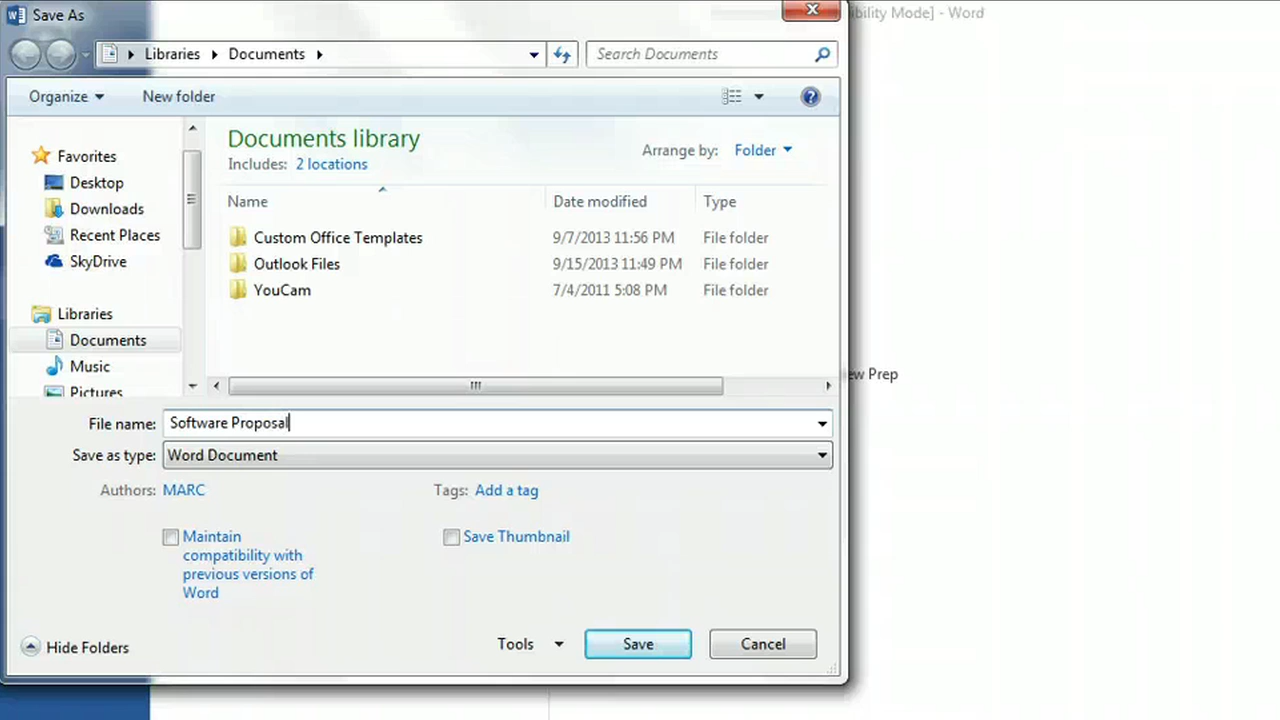 Save As
ibility Mode] - Word
Libraries
Documents
Search Documents
Organize
New folder
Documents library
Includes: 2 locations
Arrange by: Folder
Name
Date modified
Type
Custom Office Templates
9/7/2013 11:56 PM
File folder
Outlook Files
9/15/2013 11:49 PM
File folder
YouCam
7/4/2011 5:08 PM
File folder
Favorites
Desktop
Downloads
Recent Places
SkyDrive
Libraries
Documents
Music
Pictures
ew Prep
File name: Software Proposal
Save as type: Word Document
Authors: MARC
Tags: Add a tag
Maintain
compatibility with
previous versions of
Word
Save Thumbnail
Hide Folders
Tools
Save
Cancel